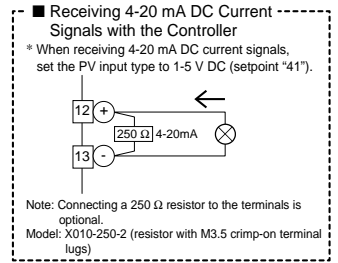 ■ Receiving 4-20 mA DC Current
Signals with the Controller
* When receiving 4-20 mA DC current signals,
set the PV input type to 1-5 V DC (setpoint “41”).
12 +
250 Ω 4-20mA
13 -
Note: Connecting a 250 Ω resistor to the terminals is
optional.
Model: X010-250-2 (resistor with M3.5 crimp-on terminal
lugs)